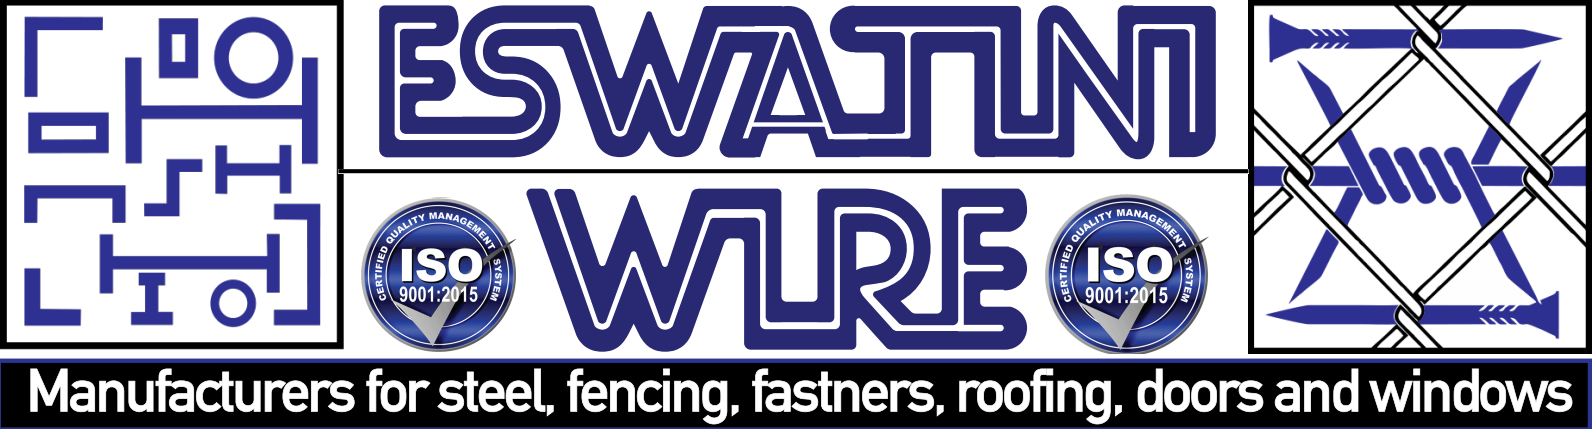 ESWATINI
WIRE
CERTIFIED QUALITY MANAGEMENT SYSTEM
ISO
9001:2015
CERTIFIED QUALITY MANAGEMENT SYSTEM
ISO
9001:2015
Manufacturers for steel, fencing, fastners, roofing, doors and windows